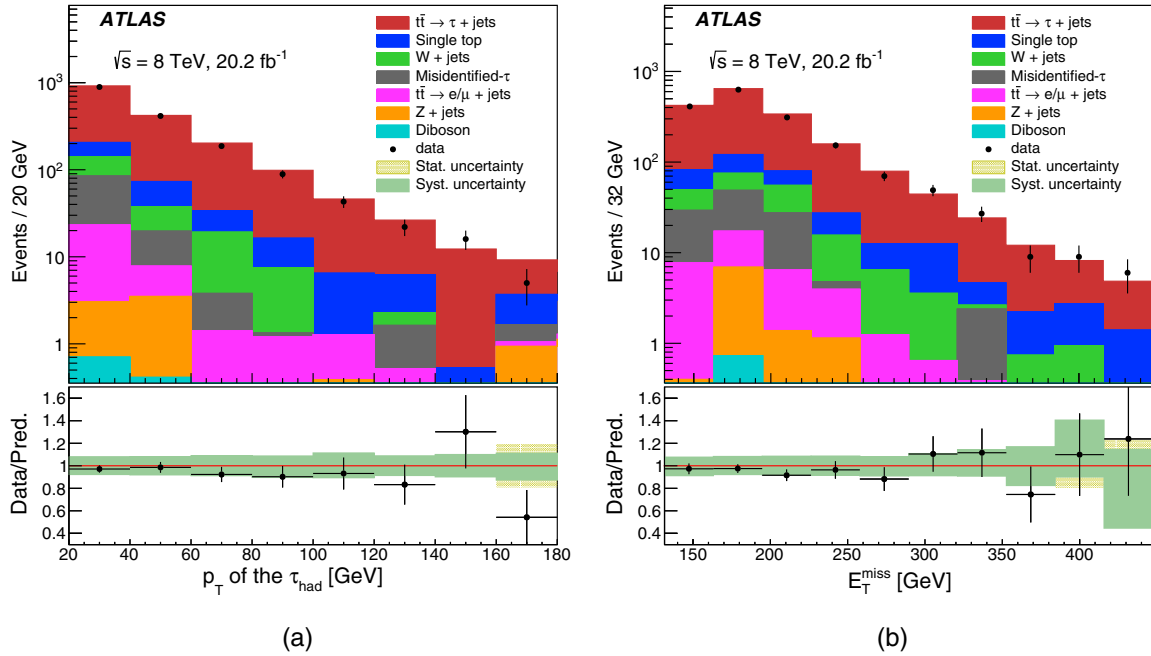 ATLAS
√s = 8 TeV, 20.2 fb⁻¹
tt̄ → τ + jets
Single top
W + jets
Misidentified-τ
tt̄ → e/μ + jets
Z + jets
Diboson
data
Stat. uncertainty
Syst. uncertainty
Events / 20 GeV
10³
10²
10
1
Data/Pred.
1.6
1.4
1.2
1
0.8
0.6
0.4
20 40 60 80 100 120 140 160 180
p_T of the τ_had [GeV]
(a)
ATLAS
√s = 8 TeV, 20.2 fb⁻¹
tt̄ → τ + jets
Single top
W + jets
Misidentified-τ
tt̄ → e/μ + jets
Z + jets
Diboson
data
Stat. uncertainty
Syst. uncertainty
Events / 32 GeV
10³
10²
10
1
Data/Pred.
1.6
1.4
1.2
1
0.8
0.6
0.4
150 200 250 300 350 400
E_T^miss [GeV]
(b)